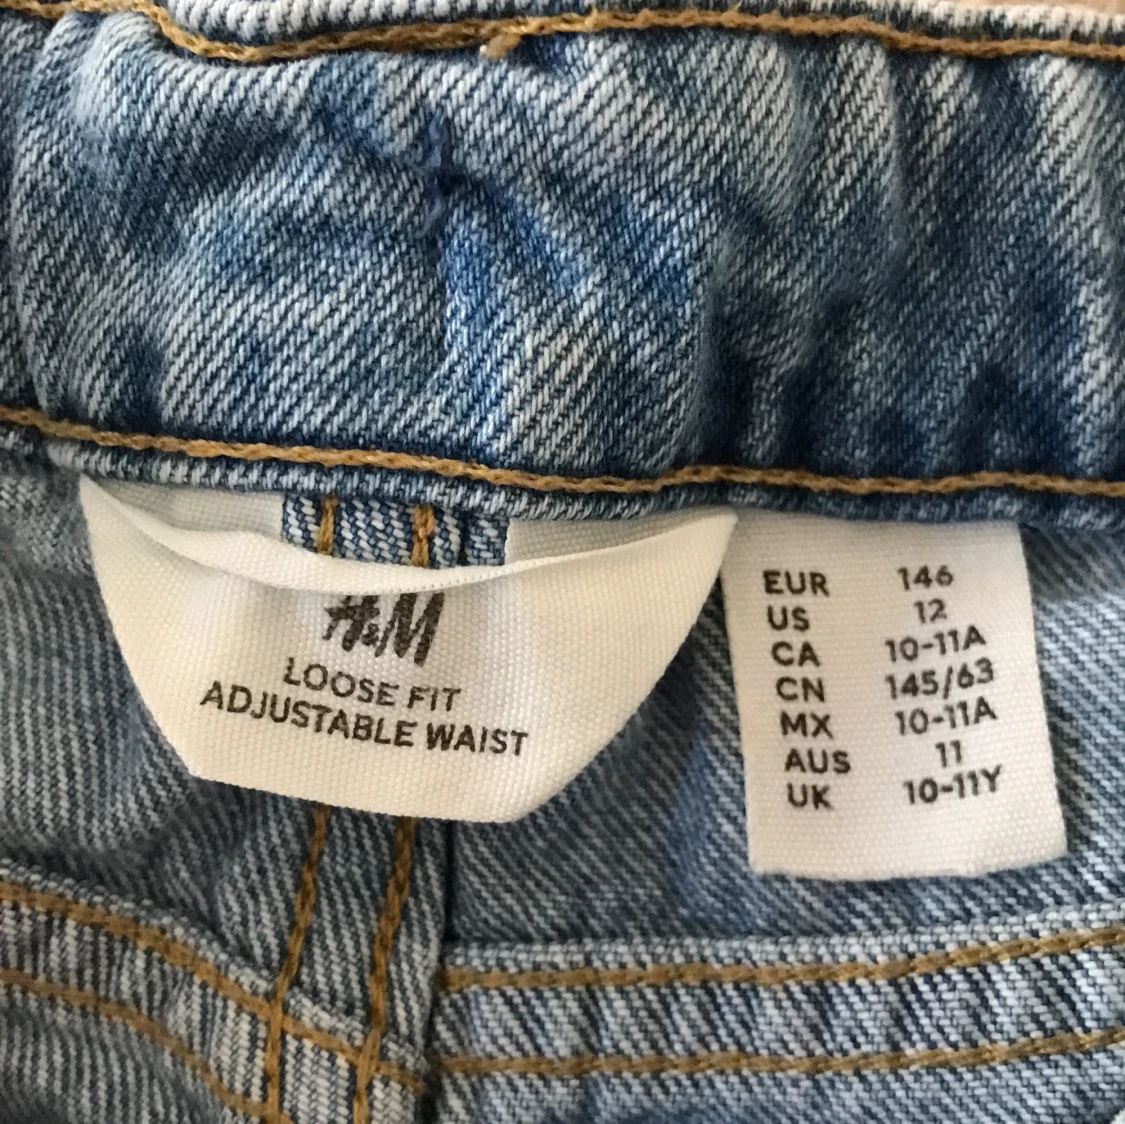 H&M
LOOSE FIT
ADJUSTABLE WAIST
EUR 146
US 12
CA 10-11A
CN 145/63
MX 10-11A
AUS 11
UK 10-11Y